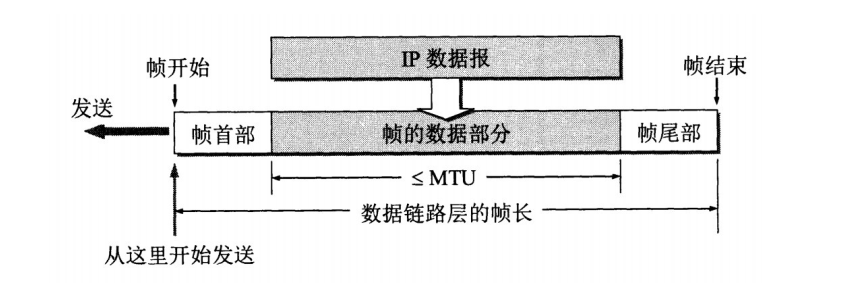 IP 数据报
帧开始
帧结束
发送
帧首部
帧的数据部分
帧尾部
≤ MTU
数据链路层的帧长
从这里开始发送